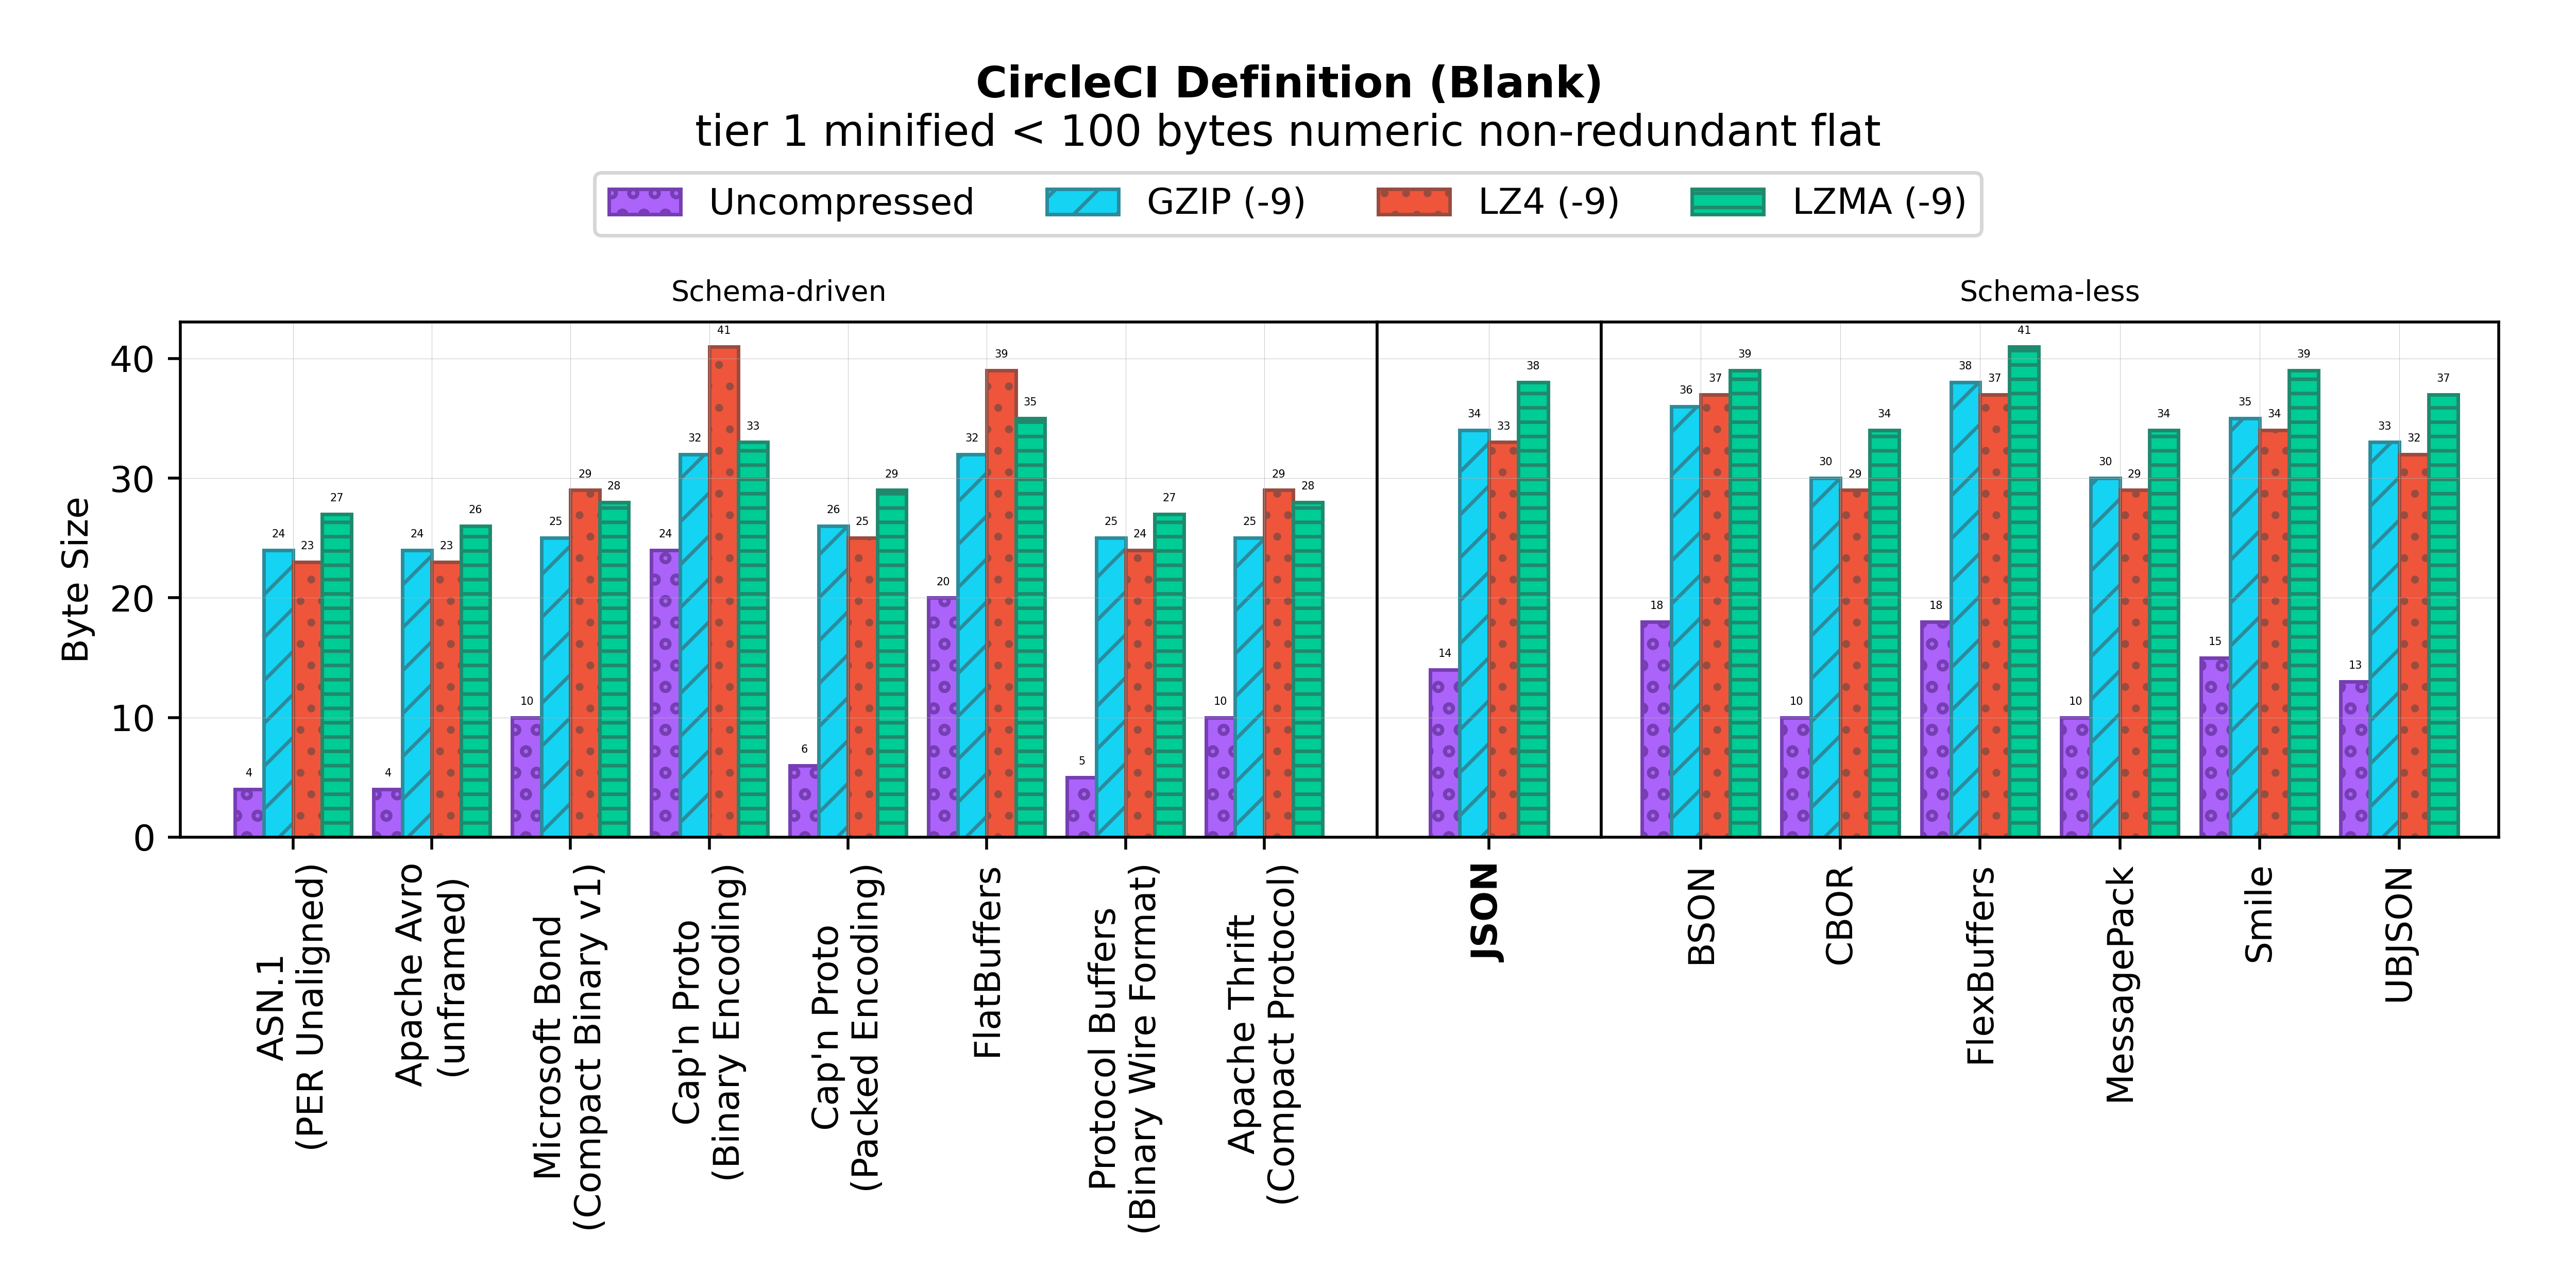 CircleCI Definition (Blank)
tier 1 minified < 100 bytes numeric non-redundant flat
Uncompressed GZIP (-9) LZ4 (-9) LZMA (-9)
Schema-driven Schema-less
Byte Size
40
30
20
10
0
4 24 23 27
4 24 23 26
10 25 29 28
24 32 41 33
6 26 25 29
20 32 39 35
5 25 24 27
10 25 29 28
14 34 33 38
18 36 37 39
10 30 29 34
18 38 37 41
10 30 29 34
15 35 34 39
13 33 32 37
ASN.1
(PER Unaligned)
Apache Avro
(unframed)
Microsoft Bond
(Compact Binary v1)
Cap'n Proto
(Binary Encoding)
Cap'n Proto
(Packed Encoding)
FlatBuffers
Protocol Buffers
(Binary Wire Format)
Apache Thrift
(Compact Protocol)
JSON
BSON
CBOR
FlexBuffers
MessagePack
Smile
UBJSON